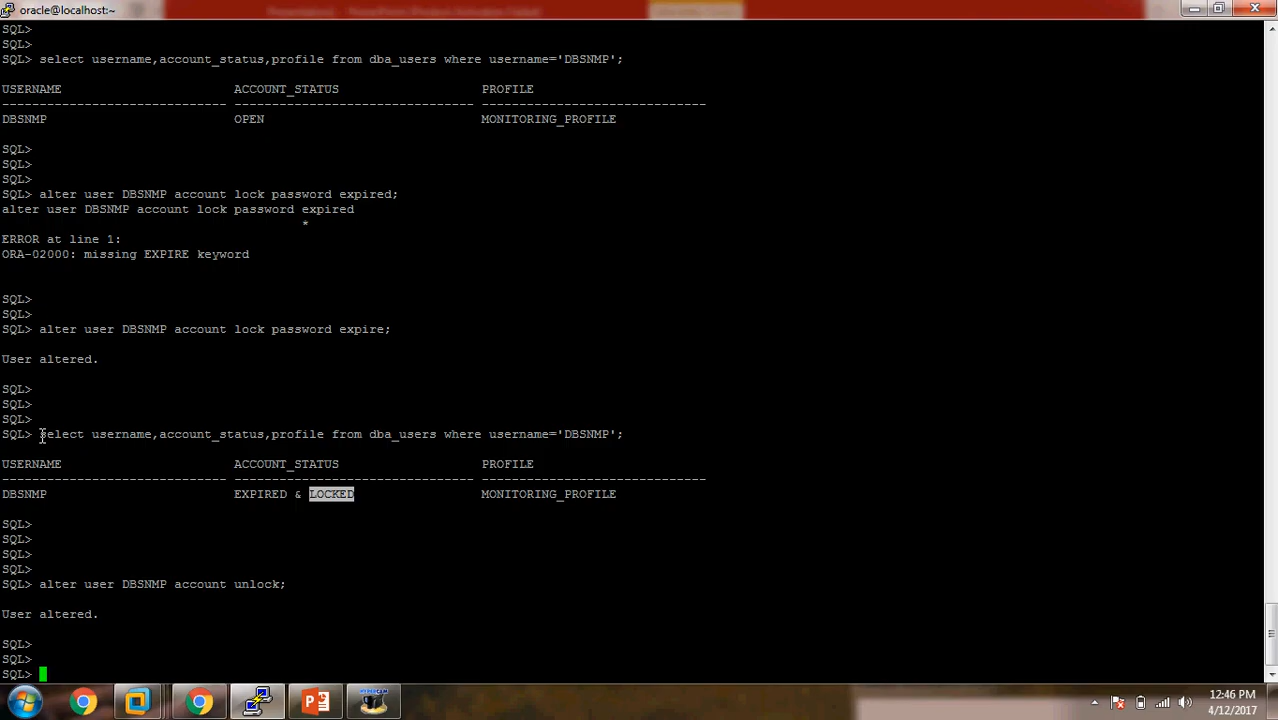 oracle@localhost:~
SQL>
SQL>
SQL> select username,account_status,profile from dba_users where username='DBSNMP';
USERNAME ACCOUNT_STATUS PROFILE
------------------------------ -------------------------------- ------------------------------
DBSNMP OPEN MONITORING_PROFILE
SQL>
SQL>
SQL>
SQL> alter user DBSNMP account lock password expired;
alter user DBSNMP account lock password expired
*
ERROR at line 1:
ORA-02000: missing EXPIRE keyword
SQL>
SQL>
SQL> alter user DBSNMP account lock password expire;
User altered.
SQL>
SQL>
SQL>
SQL> select username,account_status,profile from dba_users where username='DBSNMP';
USERNAME ACCOUNT_STATUS PROFILE
------------------------------ -------------------------------- ------------------------------
DBSNMP EXPIRED & LOCKED MONITORING_PROFILE
SQL>
SQL>
SQL>
SQL>
SQL> alter user DBSNMP account unlock;
User altered.
SQL>
SQL>
SQL>
12:46 PM
4/12/2017